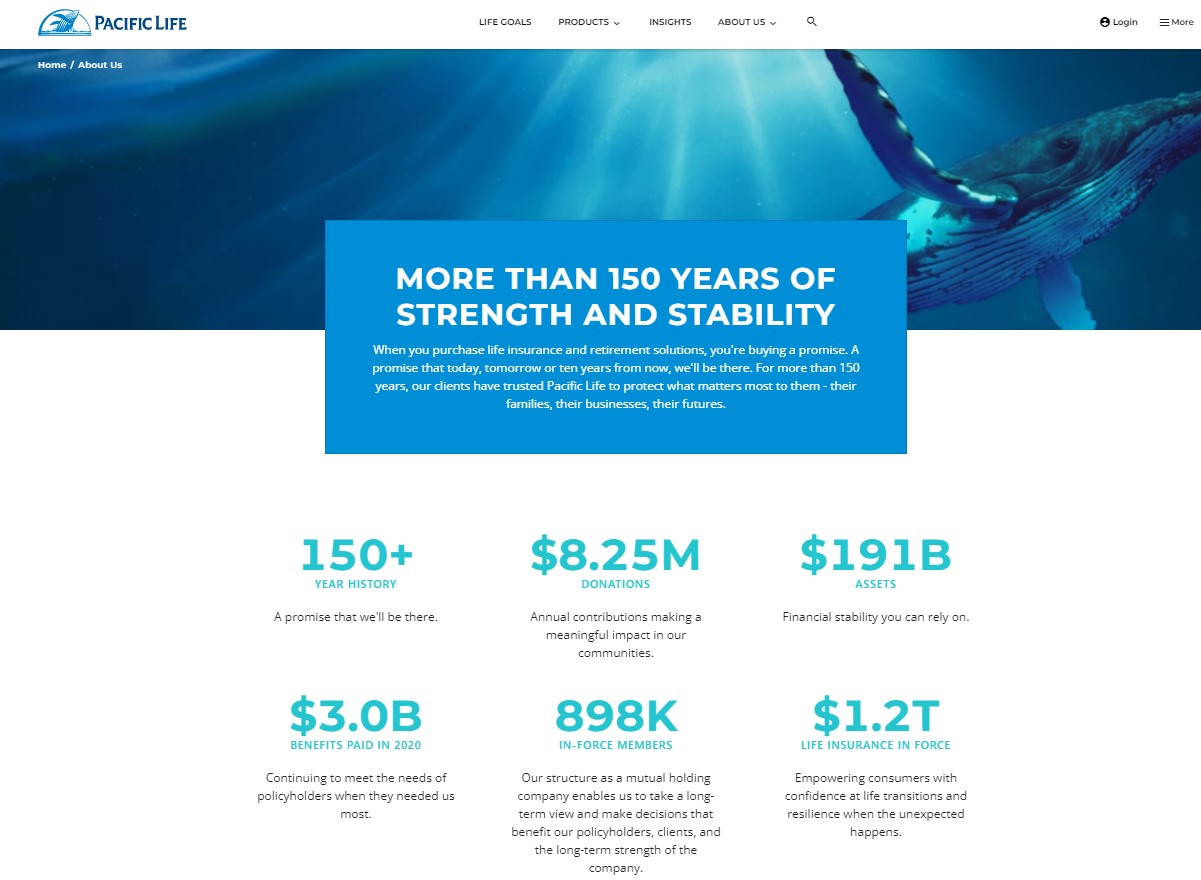 PACIFIC LIFE
LIFE GOALS
PRODUCTS
INSIGHTS
ABOUT US
Login
More
Home / About Us
MORE THAN 150 YEARS OF
STRENGTH AND STABILITY
When you purchase life insurance and retirement solutions, you're buying a promise. A
promise that today, tomorrow or ten years from now, we'll be there. For more than 150
years, our clients have trusted Pacific Life to protect what matters most to them - their
families, their businesses, their futures.
150+
YEAR HISTORY
A promise that we'll be there.
$8.25M
DONATIONS
Annual contributions making a
meaningful impact in our
communities.
$191B
ASSETS
Financial stability you can rely on.
$3.0B
BENEFITS PAID IN 2020
Continuing to meet the needs of
policyholders when they needed us
most.
898K
IN-FORCE MEMBERS
Our structure as a mutual holding
company enables us to take a long-
term view and make decisions that
benefit our policyholders, clients, and
the long-term strength of the
company.
$1.2T
LIFE INSURANCE IN FORCE
Empowering consumers with
confidence at life transitions and
resilience when the unexpected
happens.